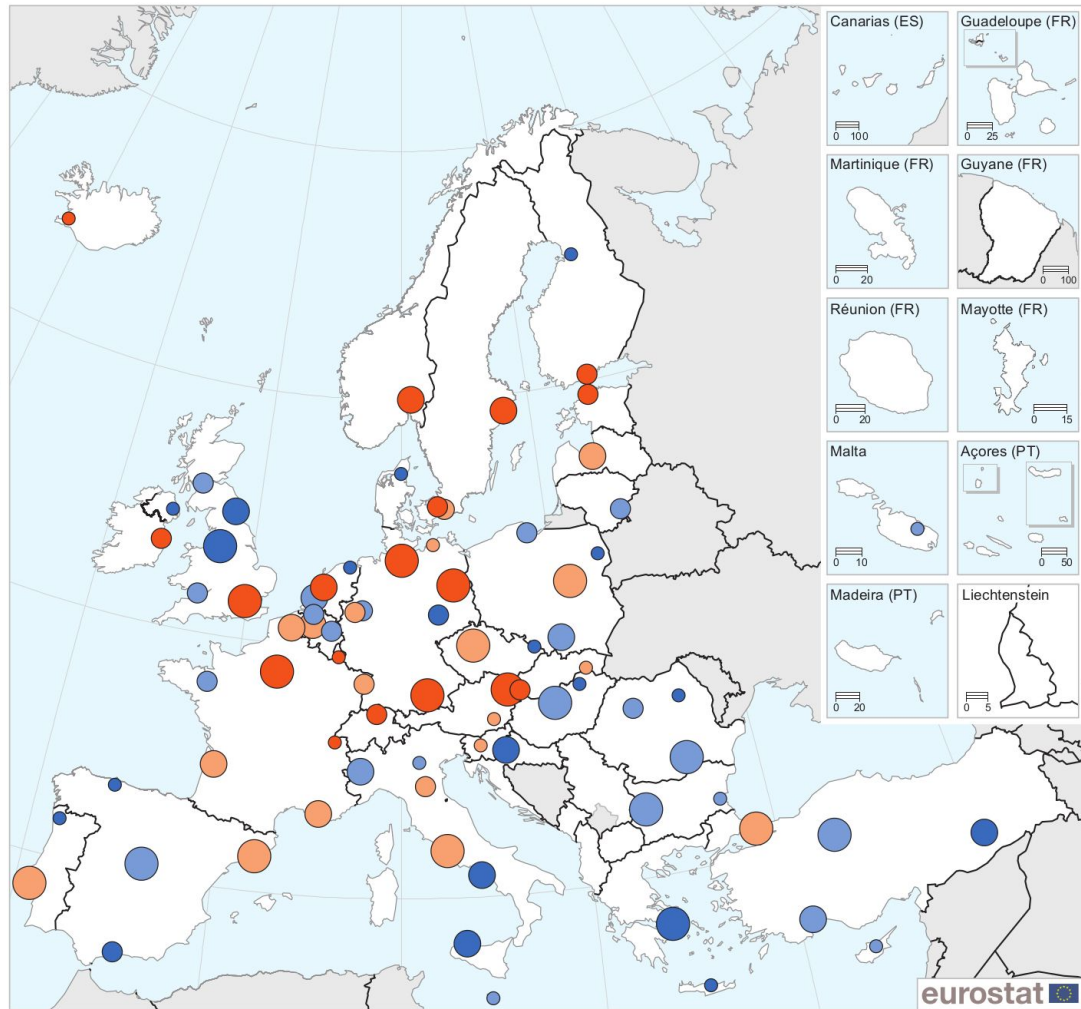 Canarias (ES)
0 100
Guadeloupe (FR)
0 25
Martinique (FR)
0 20
Guyane (FR)
0 100
Réunion (FR)
0 20
Mayotte (FR)
0 15
Malta
0 10
Açores (PT)
0 50
Madeira (PT)
0 20
Liechtenstein
0 5
eurostat